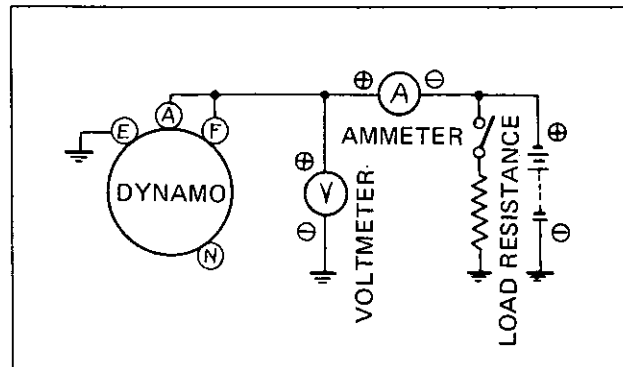 ⊕ A ⊖
A
E F
AMMETER
DYNAMO
⊕
V
⊖
N
VOLTMETER
LOAD RESISTANCE
⊕
⊖